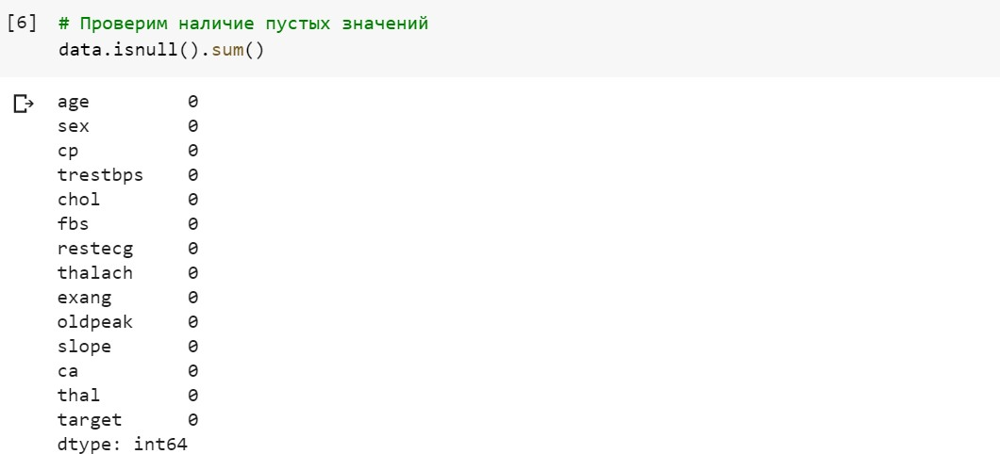 [6] # Проверим наличие пустых значений
data.isnull().sum()
age 0
sex 0
cp 0
trestbps 0
chol 0
fbs 0
restecg 0
thalach 0
exang 0
oldpeak 0
slope 0
ca 0
thal 0
target 0
dtype: int64